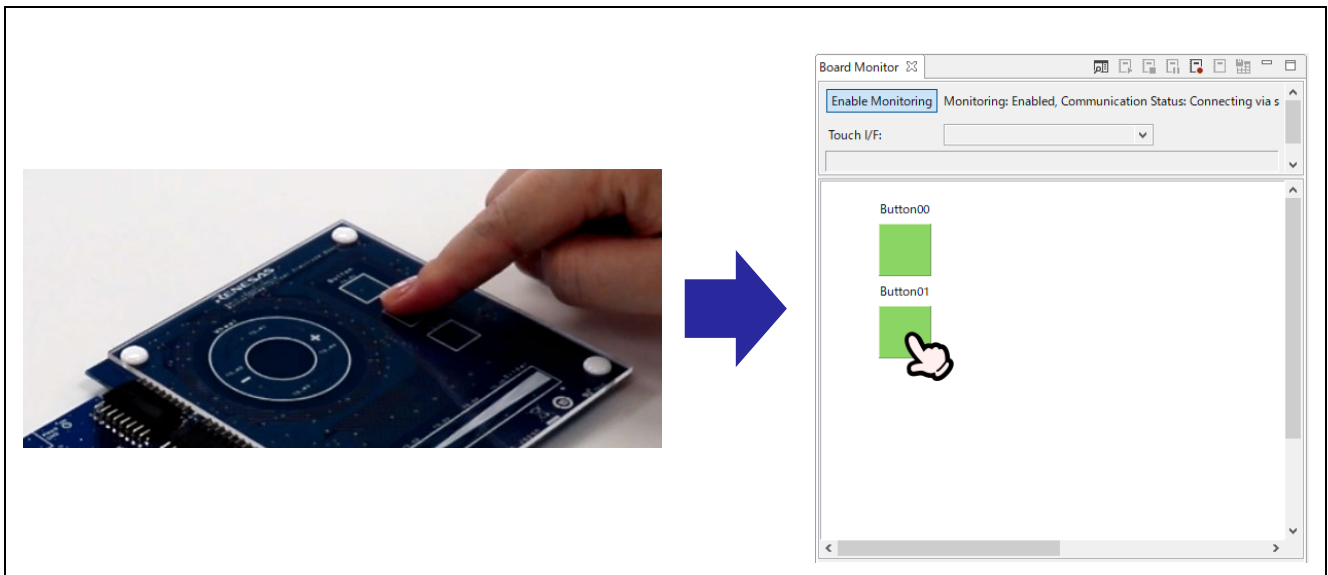 Board Monitor
Enable Monitoring Monitoring: Enabled, Communication Status: Connecting via s
Touch I/F:
Button00
Button01
RENESAS
Button
+
-